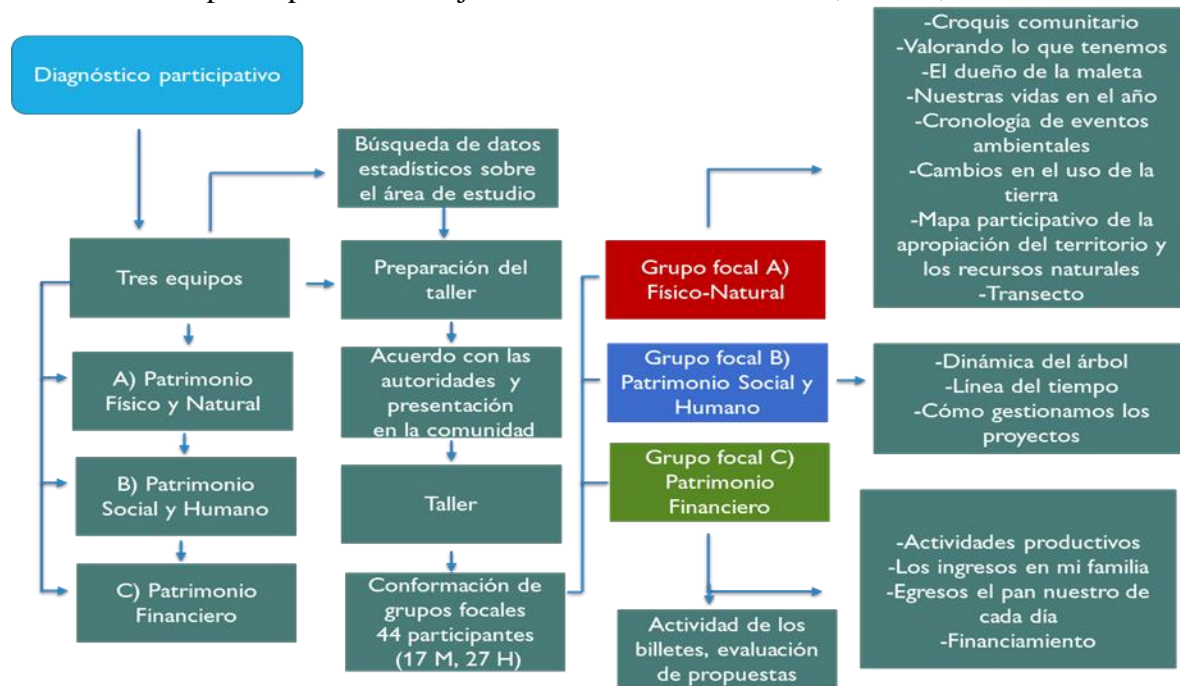 Diagnóstico participativo
Tres equipos
A) Patrimonio
Físico y Natural
B) Patrimonio
Social y Humano
C) Patrimonio
Financiero
Búsqueda de datos
estadísticos sobre
el área de estudio
Preparación del
taller
Acuerdo con las
autoridades y
presentación
en la comunidad
Taller
Conformación de
grupos focales
44 participantes
(17 M, 27 H)
Grupo focal A)
Físico-Natural
Grupo focal B)
Patrimonio Social y
Humano
Grupo focal C)
Patrimonio
Financiero
Actividad de los
billetes, evaluación
de propuestas
-Croquis comunitario
-Valorando lo que tenemos
-El dueño de la maleta
-Nuestras vidas en el año
-Cronología de eventos
ambientales
-Cambios en el uso de la
tierra
-Mapa participativo de la
apropiación del territorio y
los recursos naturales
-Transecto
-Dinámica del árbol
-Línea del tiempo
-Cómo gestionamos los
proyectos
-Actividades productivos
-Los ingresos en mi familia
-Egresos el pan nuestro de
cada día
-Financiamiento